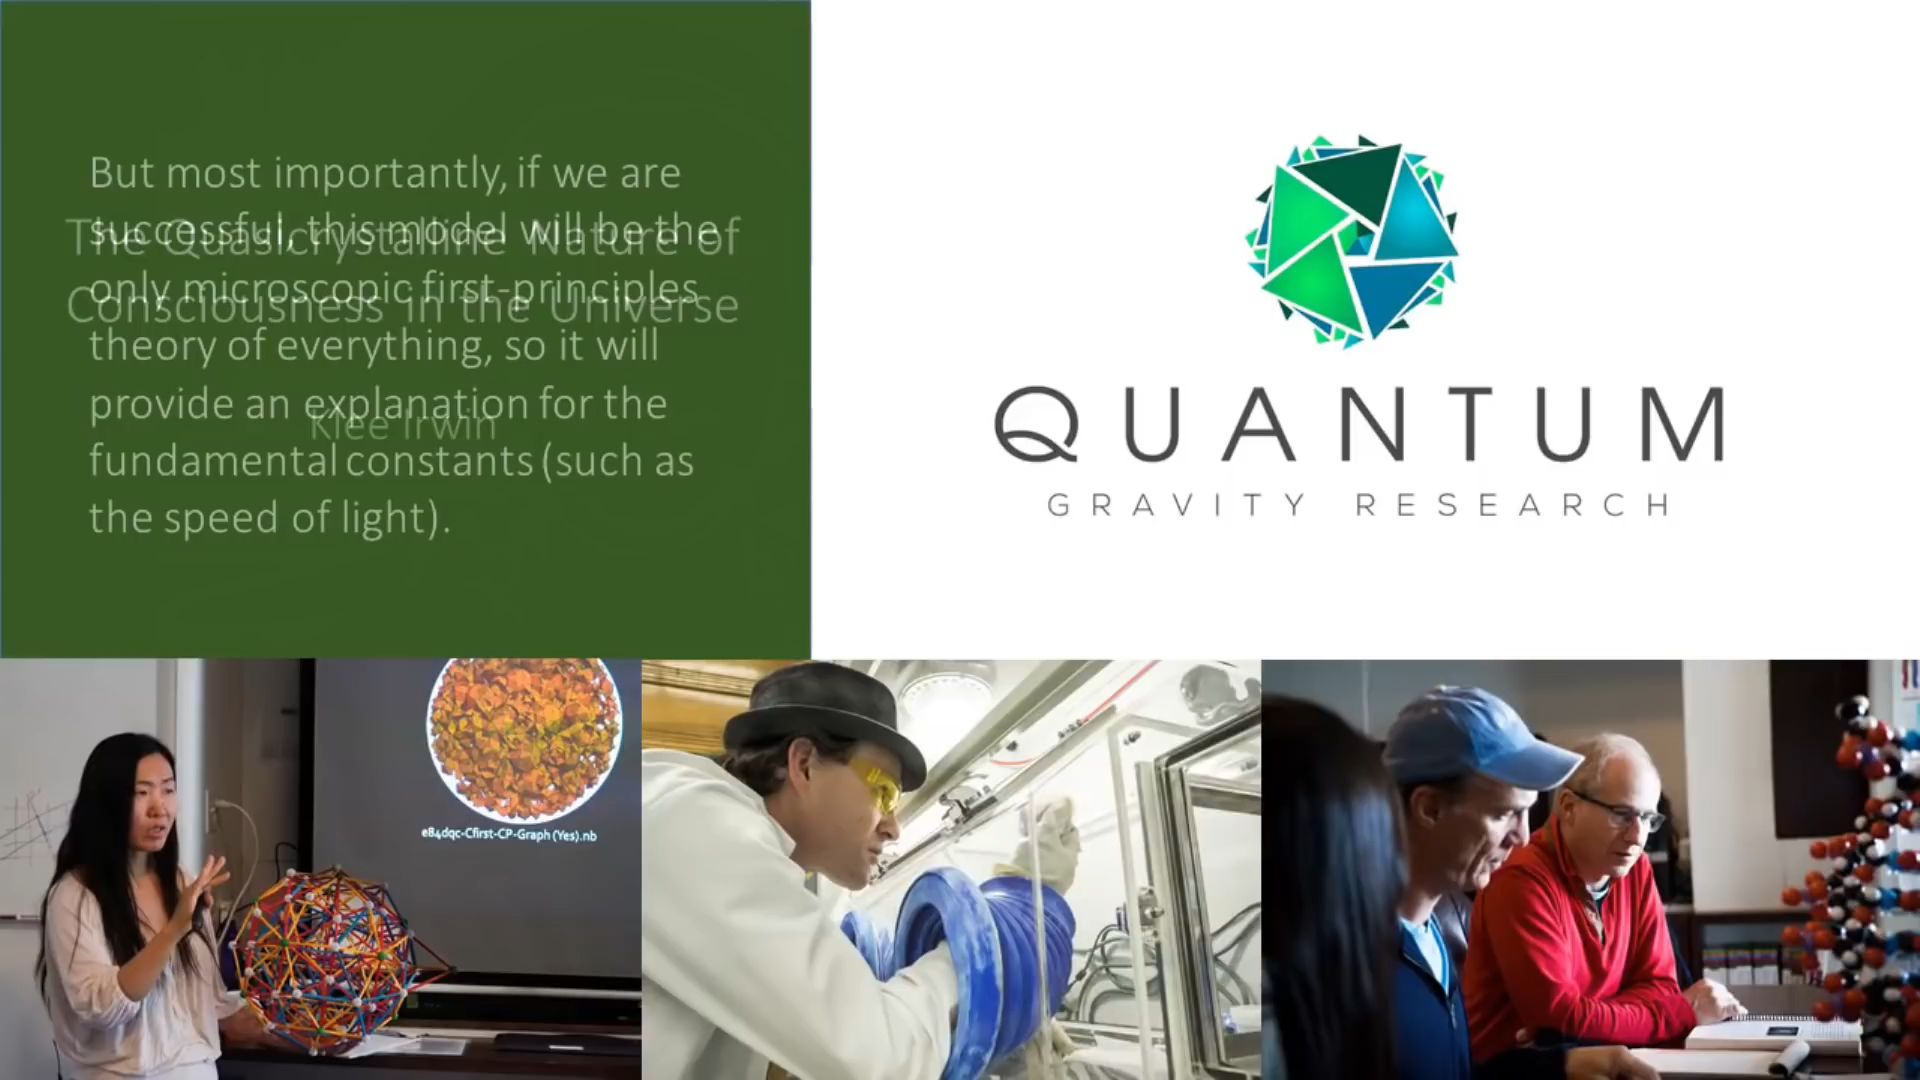 But most importantly, if we are
successful, this model will be the
only microscopic first-principles
theory of everything, so it will
provide an explanation for the
fundamental constants (such as
the speed of light).
The Quasicrystalline Nature of
Consciousness in the Universe
Klee Irwin
QUANTUM
GRAVITY RESEARCH
e84dqc-Cfirst-CP-Graph (Yes).nb